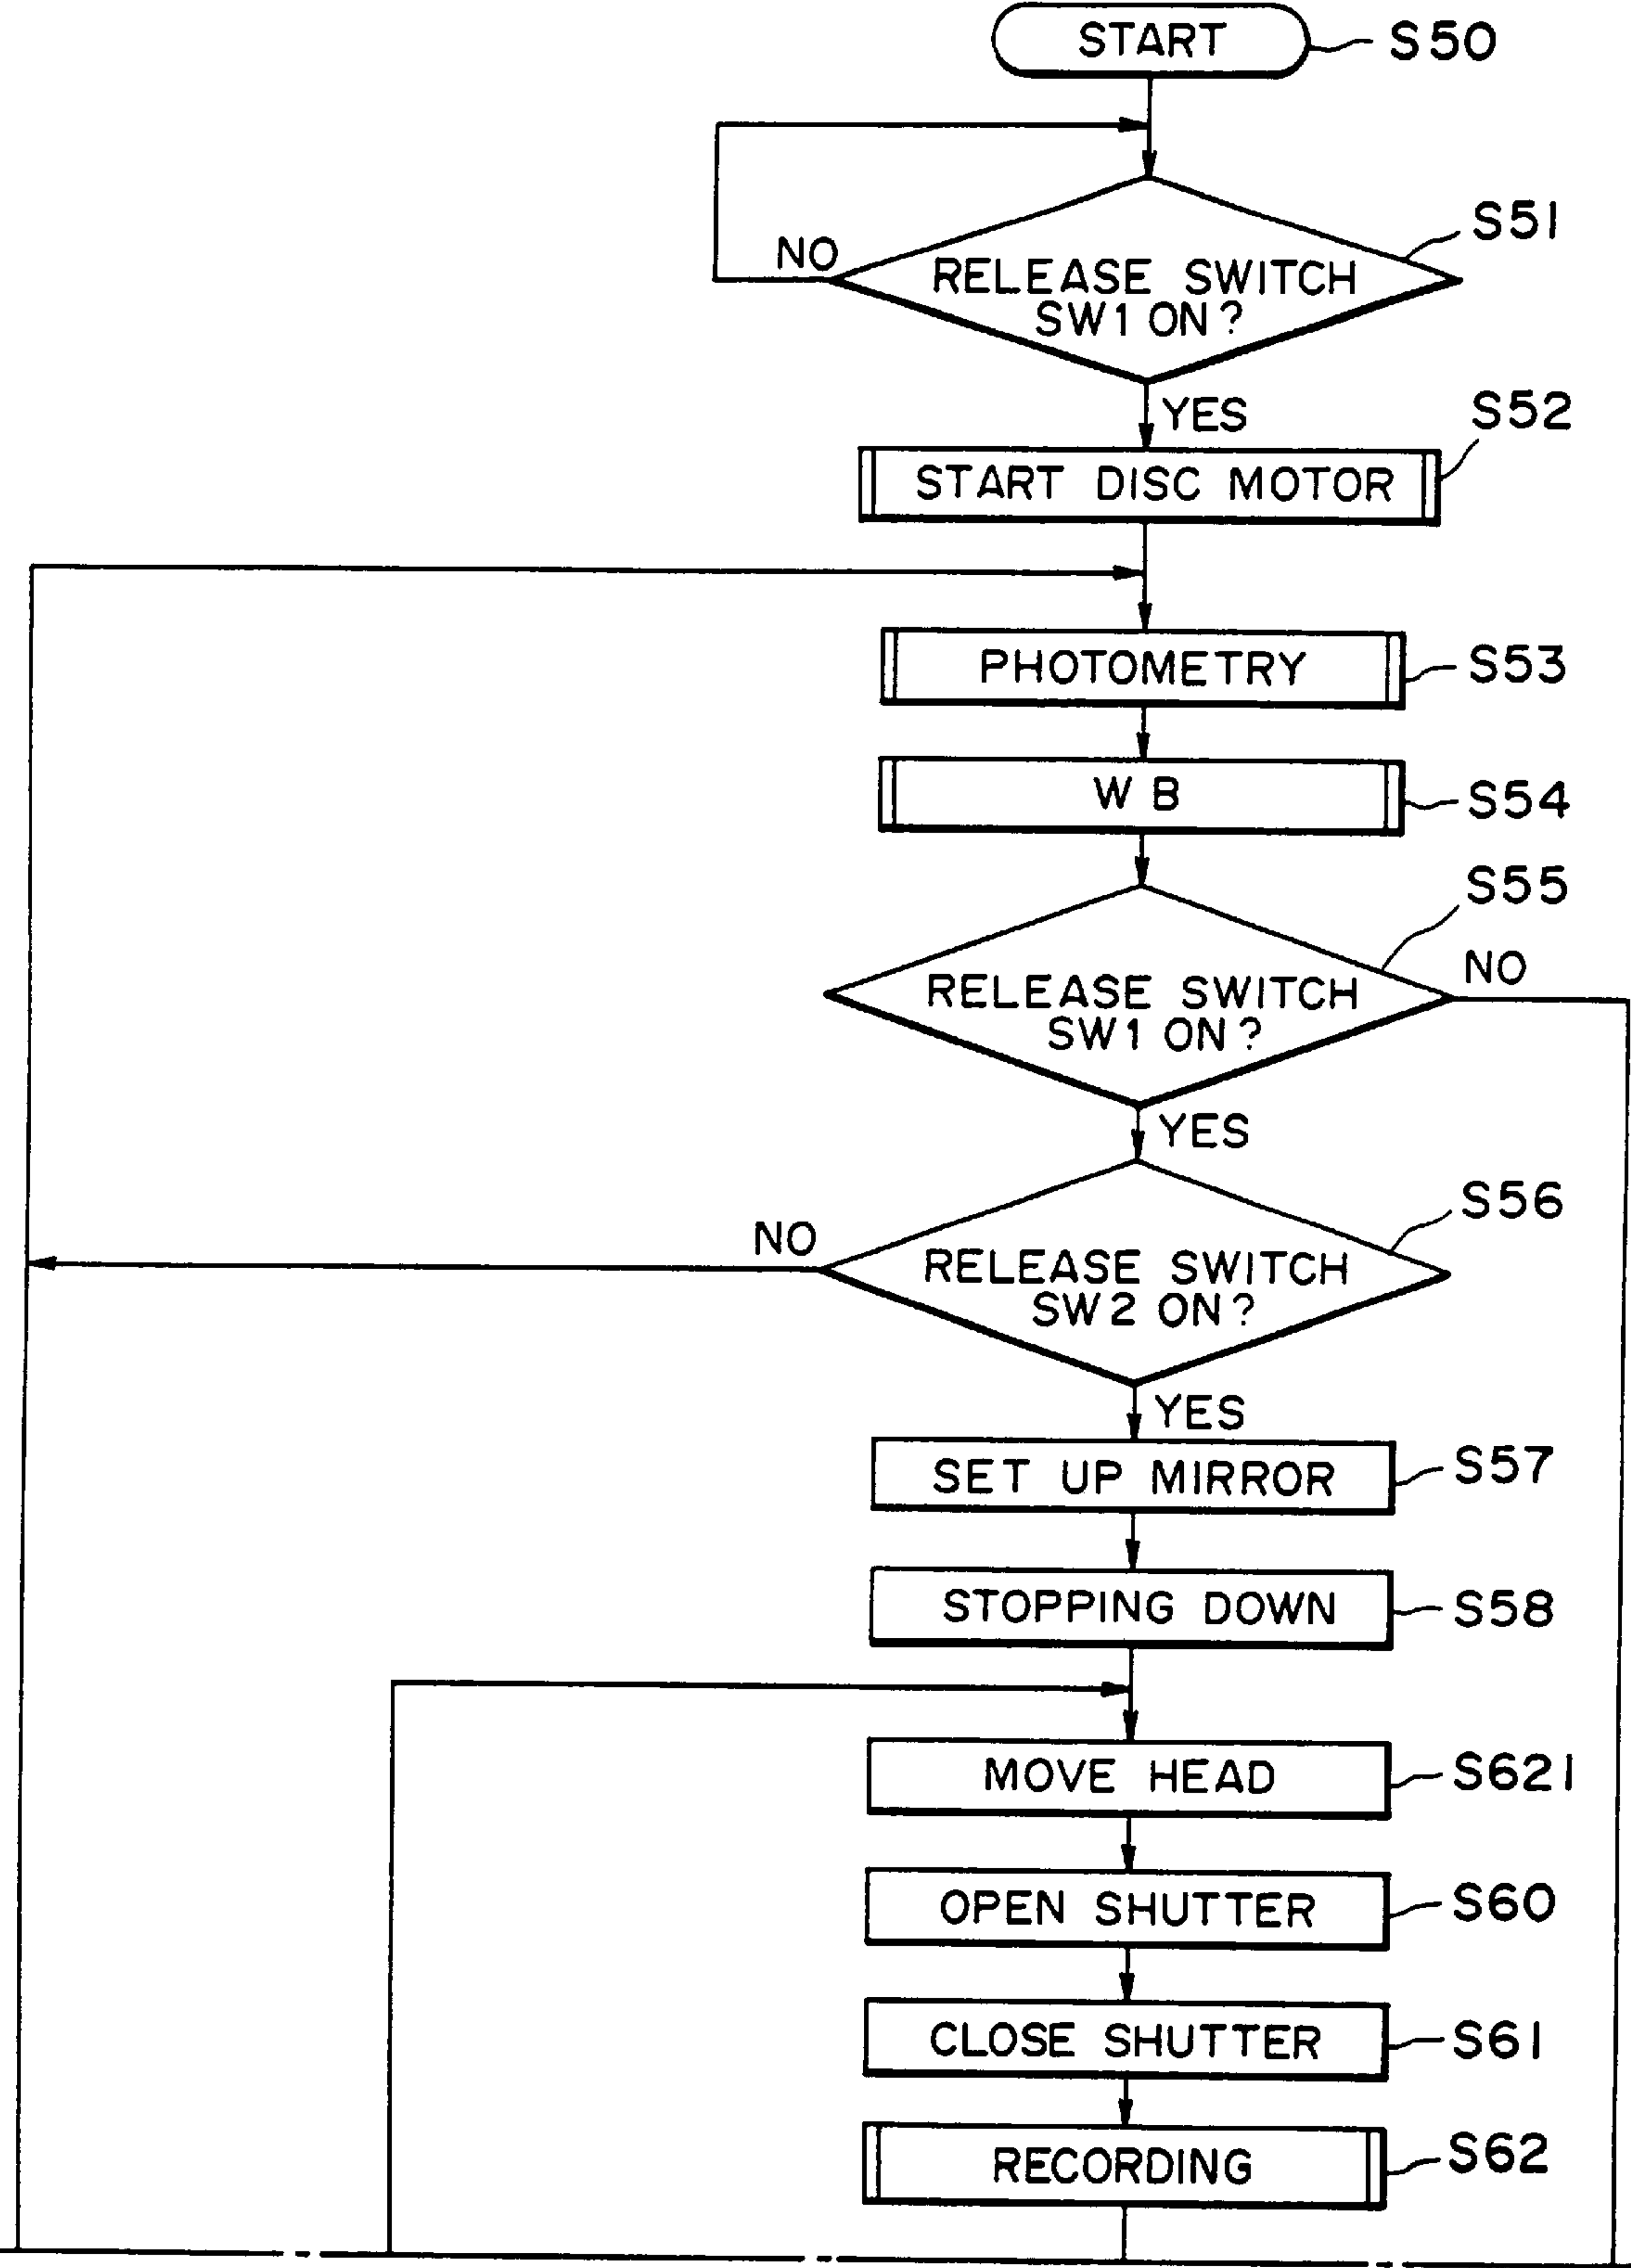 START
S50
S51
NO
RELEASE SWITCH
SW1 ON?
YES
S52
START DISC MOTOR
PHOTOMETRY
S53
WB
S54
S55
NO
RELEASE SWITCH
SW1 ON?
YES
S56
NO
RELEASE SWITCH
SW2 ON?
YES
SET UP MIRROR
S57
STOPPING DOWN
S58
MOVE HEAD
S621
OPEN SHUTTER
S60
CLOSE SHUTTER
S61
RECORDING
S62